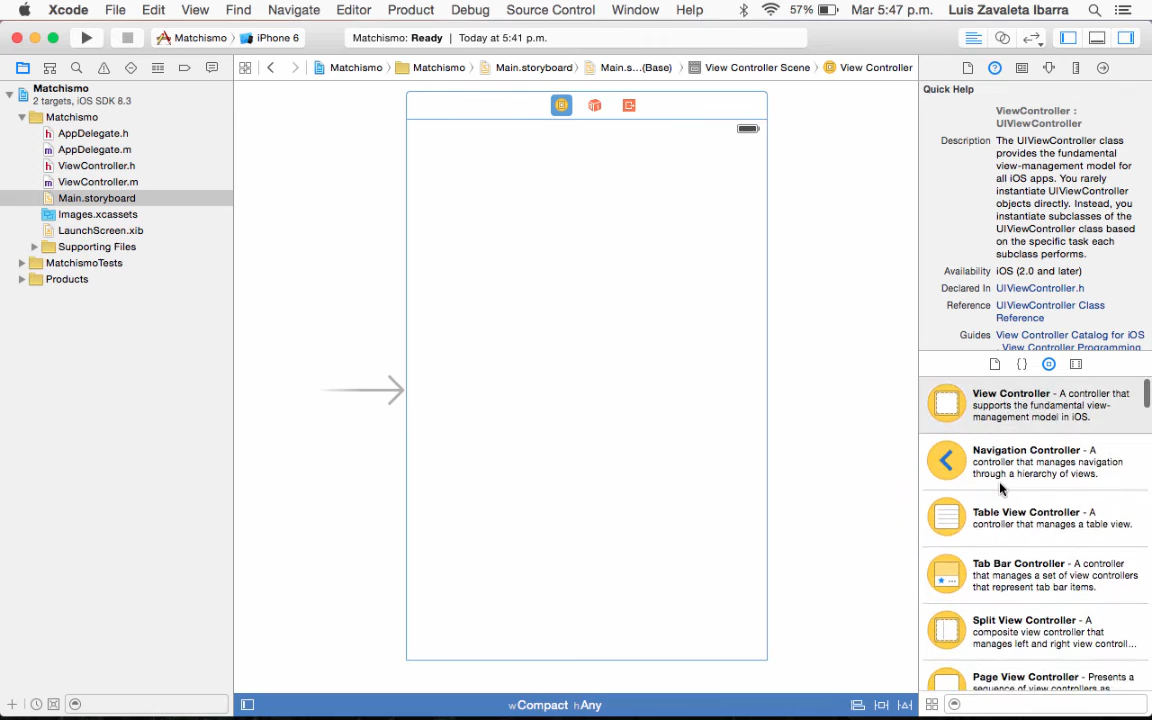 Xcode File Edit View Find Navigate Editor Product Debug Source Control Window Help 57% Mar 5:47 p.m. Luis Zavaleta Ibarra
Matchismo iPhone 6 Matchismo: Ready | Today at 5:41 p.m.
Matchismo Matchismo Main.storyboard Main.s...(Base) View Controller Scene View Controller
Matchismo
2 targets, iOS SDK 8.3
Matchismo
h AppDelegate.h
m AppDelegate.m
h ViewController.h
m ViewController.m
Main.storyboard
Images.xcassets
LaunchScreen.xib
Supporting Files
MatchismoTests
Products
Quick Help
ViewController :
UIViewController
Description The UIViewController class
provides the fundamental
view-management model for
all iOS apps. You rarely
instantiate UIViewController
objects directly. Instead, you
instantiate subclasses of the
UIViewController class based
on the specific task each
subclass performs.
Availability iOS (2.0 and later)
Declared In UIViewController.h
Reference UIViewController Class
Reference
Guides View Controller Catalog for iOS
, View Controller Programming
{}
View Controller - A controller that
supports the fundamental view-
management model in iOS.
Navigation Controller - A
controller that manages navigation
through a hierarchy of views.
Table View Controller - A
controller that manages a table view.
Tab Bar Controller - A controller
that manages a set of view controllers
that represent tab bar items.
Split View Controller - A
composite view controller that
manages left and right view controll...
Page View Controller - Presents a
sequence of view controllers as
wCompact hAny